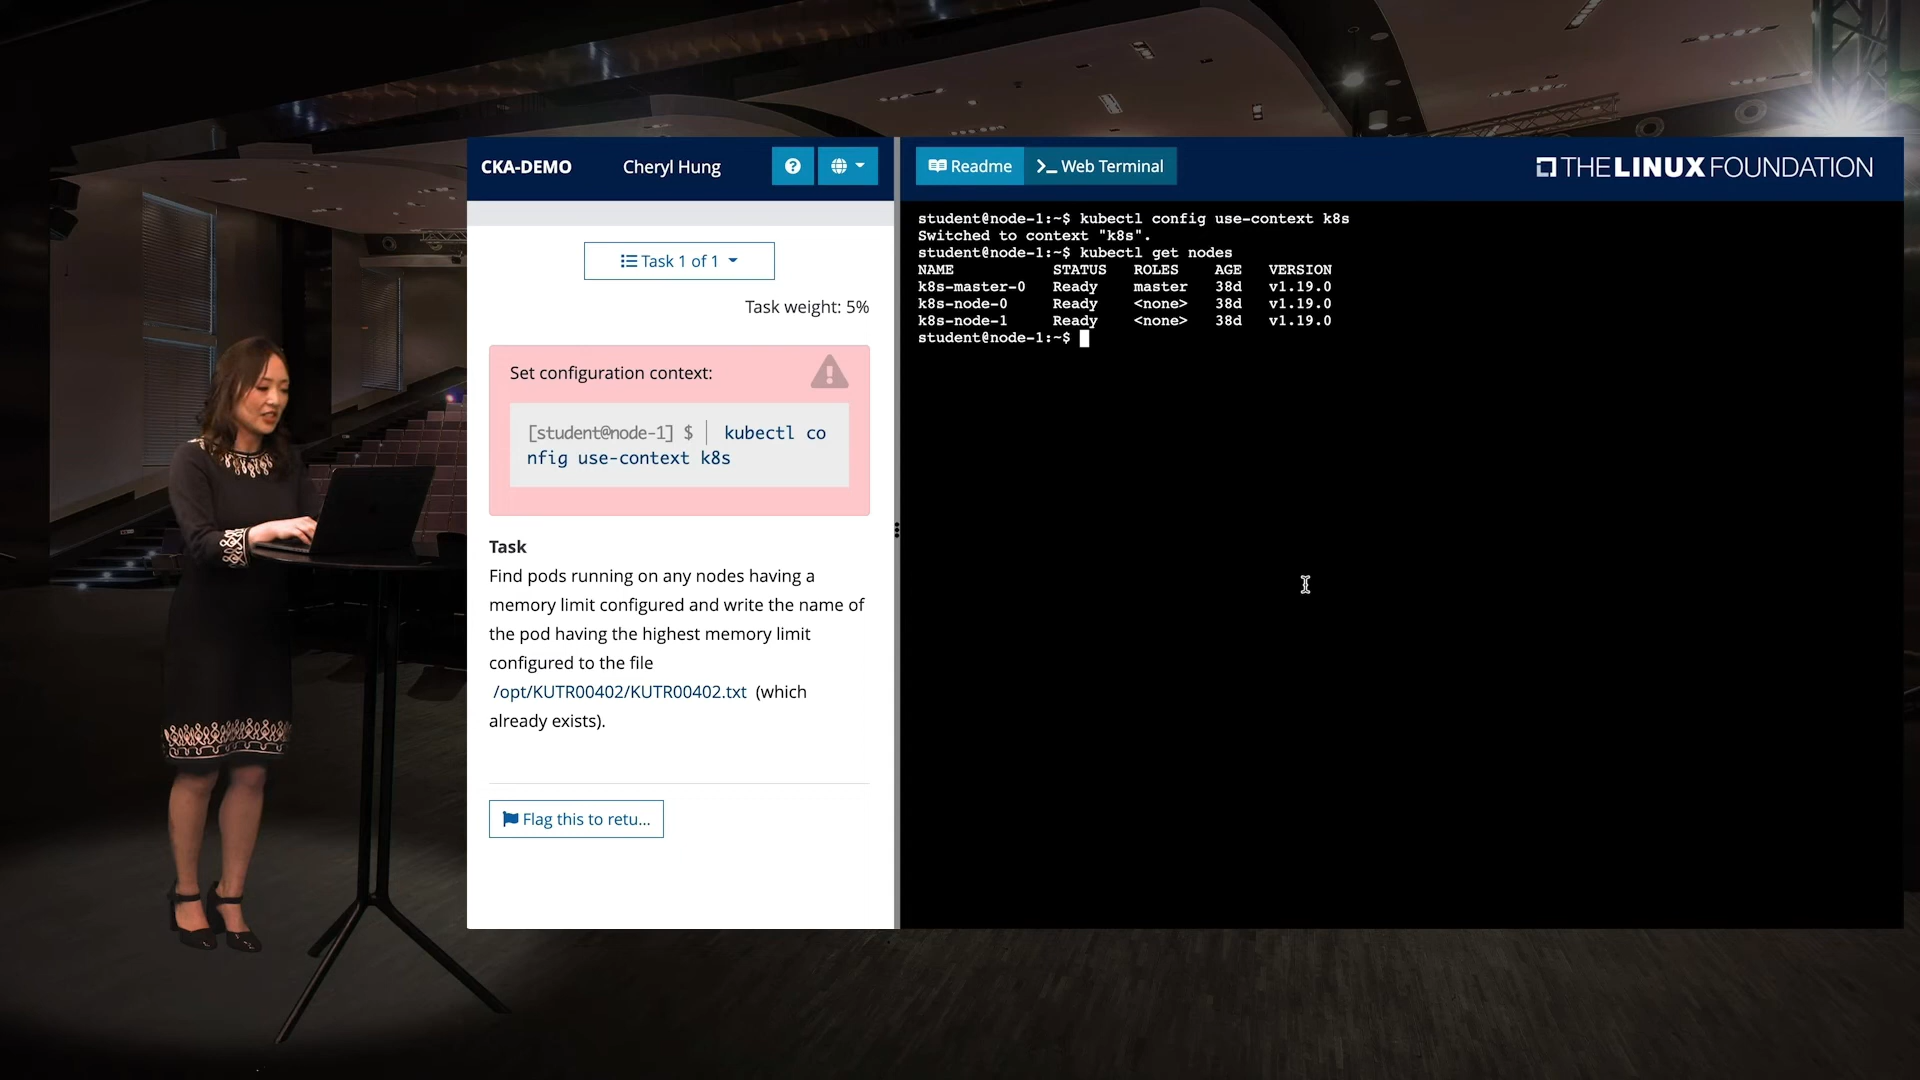 CKA-DEMO Cheryl Hung
Readme Web Terminal
THE LINUX FOUNDATION
Task 1 of 1
Task weight: 5%
Set configuration context:
[student@node-1] $ | kubectl co
nfig use-context k8s
Task
Find pods running on any nodes having a
memory limit configured and write the name of
the pod having the highest memory limit
configured to the file
/opt/KUTR00402/KUTR00402.txt (which
already exists).
Flag this to retu...
student@node-1:~$ kubectl config use-context k8s
Switched to context "k8s".
student@node-1:~$ kubectl get nodes
NAME STATUS ROLES AGE VERSION
k8s-master-0 Ready master 38d v1.19.0
k8s-node-0 Ready <none> 38d v1.19.0
k8s-node-1 Ready <none> 38d v1.19.0
student@node-1:~$